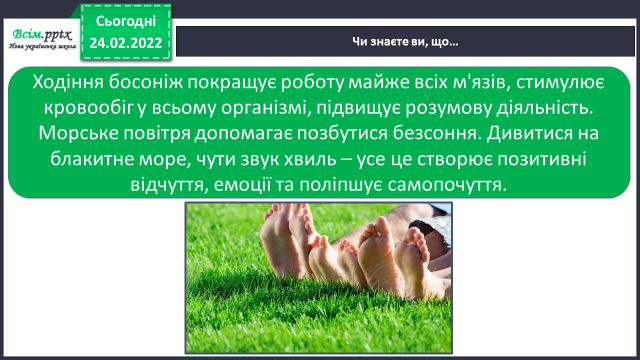 Всім.pptx
Нова українська школа
Сьогодні
24.02.2022
Чи знаєте ви, що…
Ходіння босоніж покращує роботу майже всіх м'язів, стимулює
кровообіг у всьому організмі, підвищує розумову діяльність.
Морське повітря допомагає позбутися безсоння. Дивитися на
блакитне море, чути звук хвиль – усе це створює позитивні
відчуття, емоції та поліпшує самопочуття.